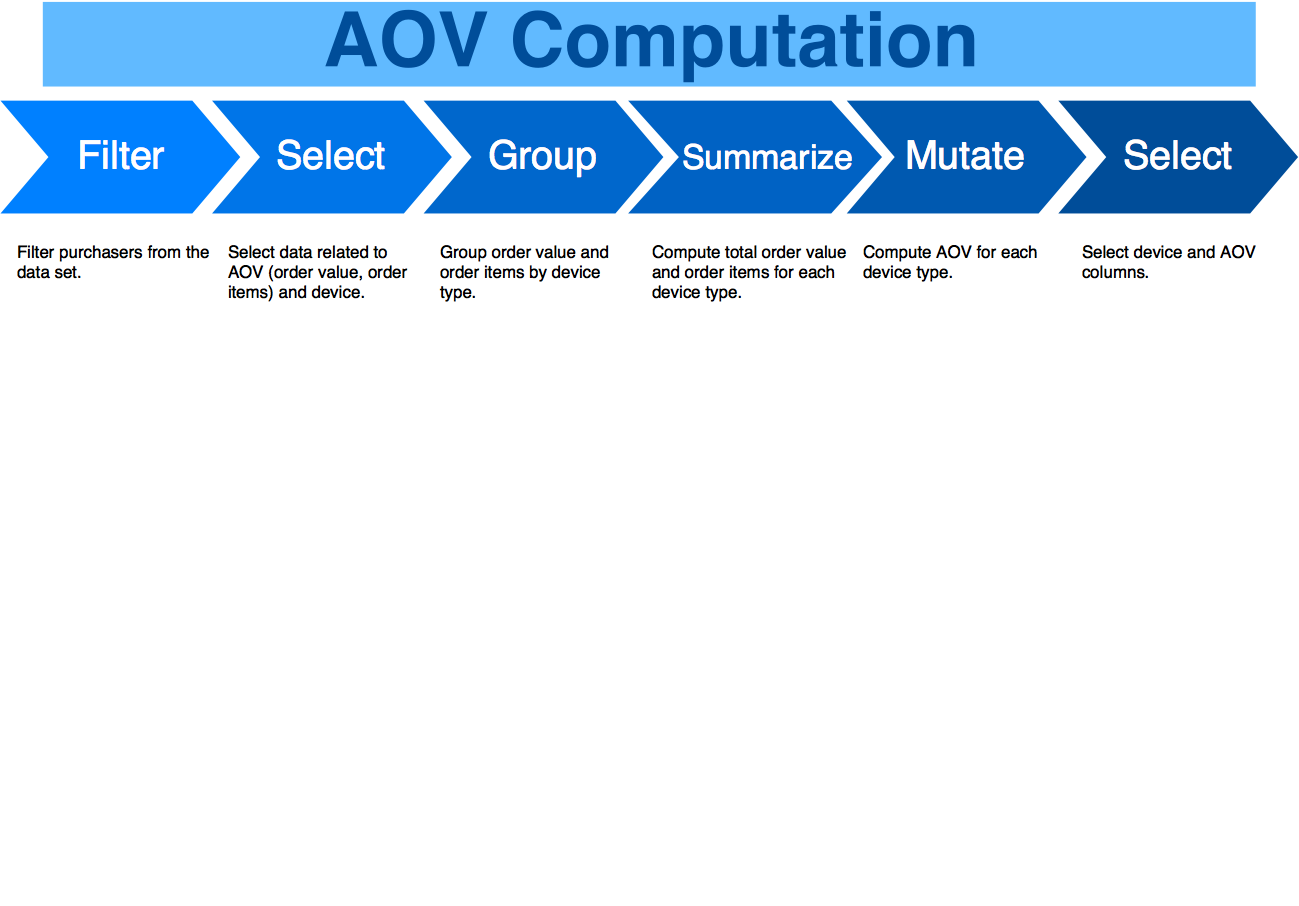 AOV Computation
Filter
Select
Group
Summarize
Mutate
Select
Filter purchasers from the
data set.
Select data related to
AOV (order value, order
items) and device.
Group order value and
order items by device
type.
Compute total order value
and order items for each
device type.
Compute AOV for each
device type.
Select device and AOV
columns.